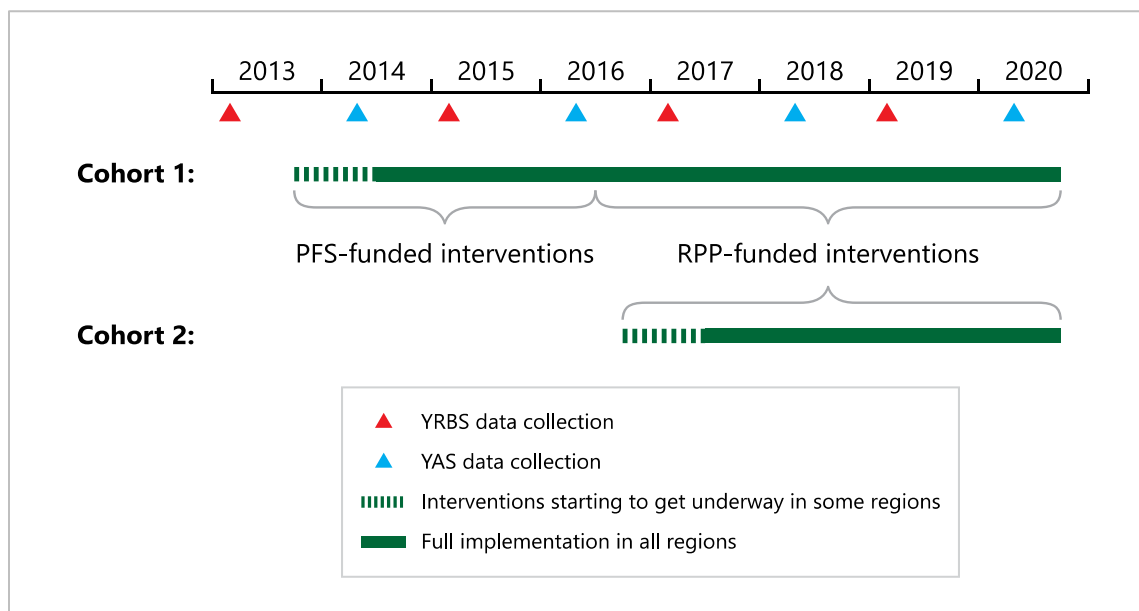 2013 2014 2015 2016 2017 2018 2019 2020
Cohort 1:
PFS-funded interventions RPP-funded interventions
Cohort 2:
YRBS data collection
YAS data collection
Interventions starting to get underway in some regions
Full implementation in all regions